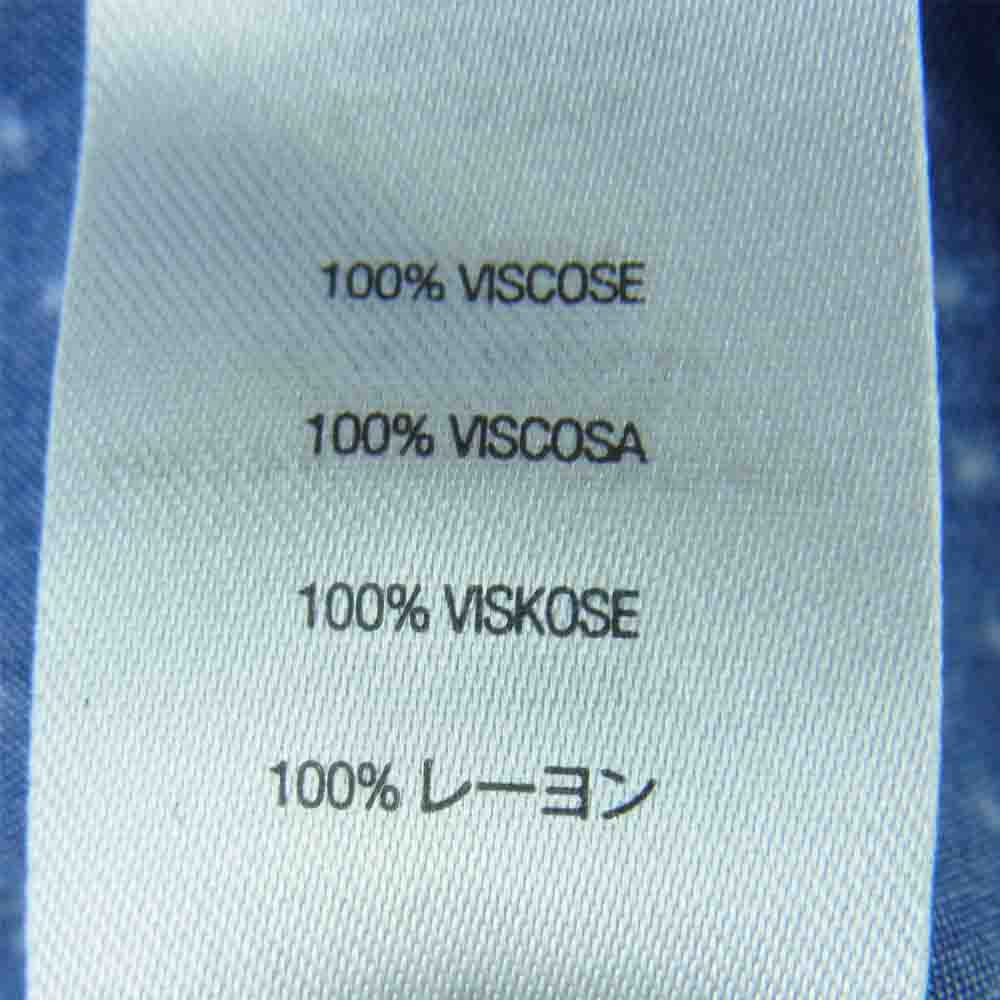 100% VISCOSE
100% VISCOSA
100% VISKOSE
100% レーヨン